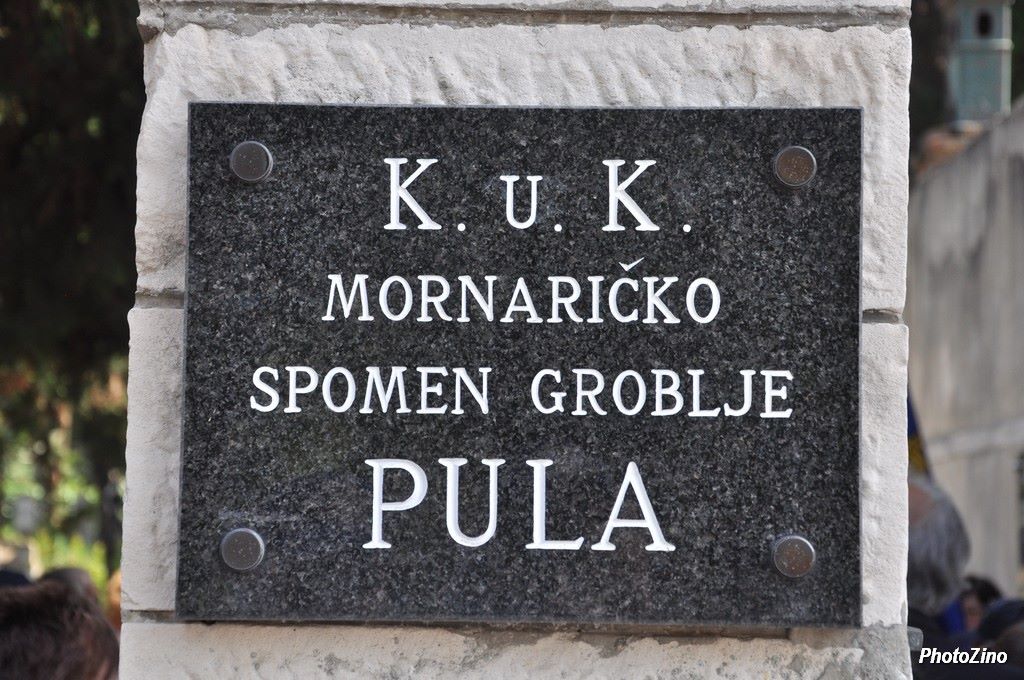 K. u. K.
MORNARIČKO
SPOMEN GROBLJE
PULA
PhotoZino